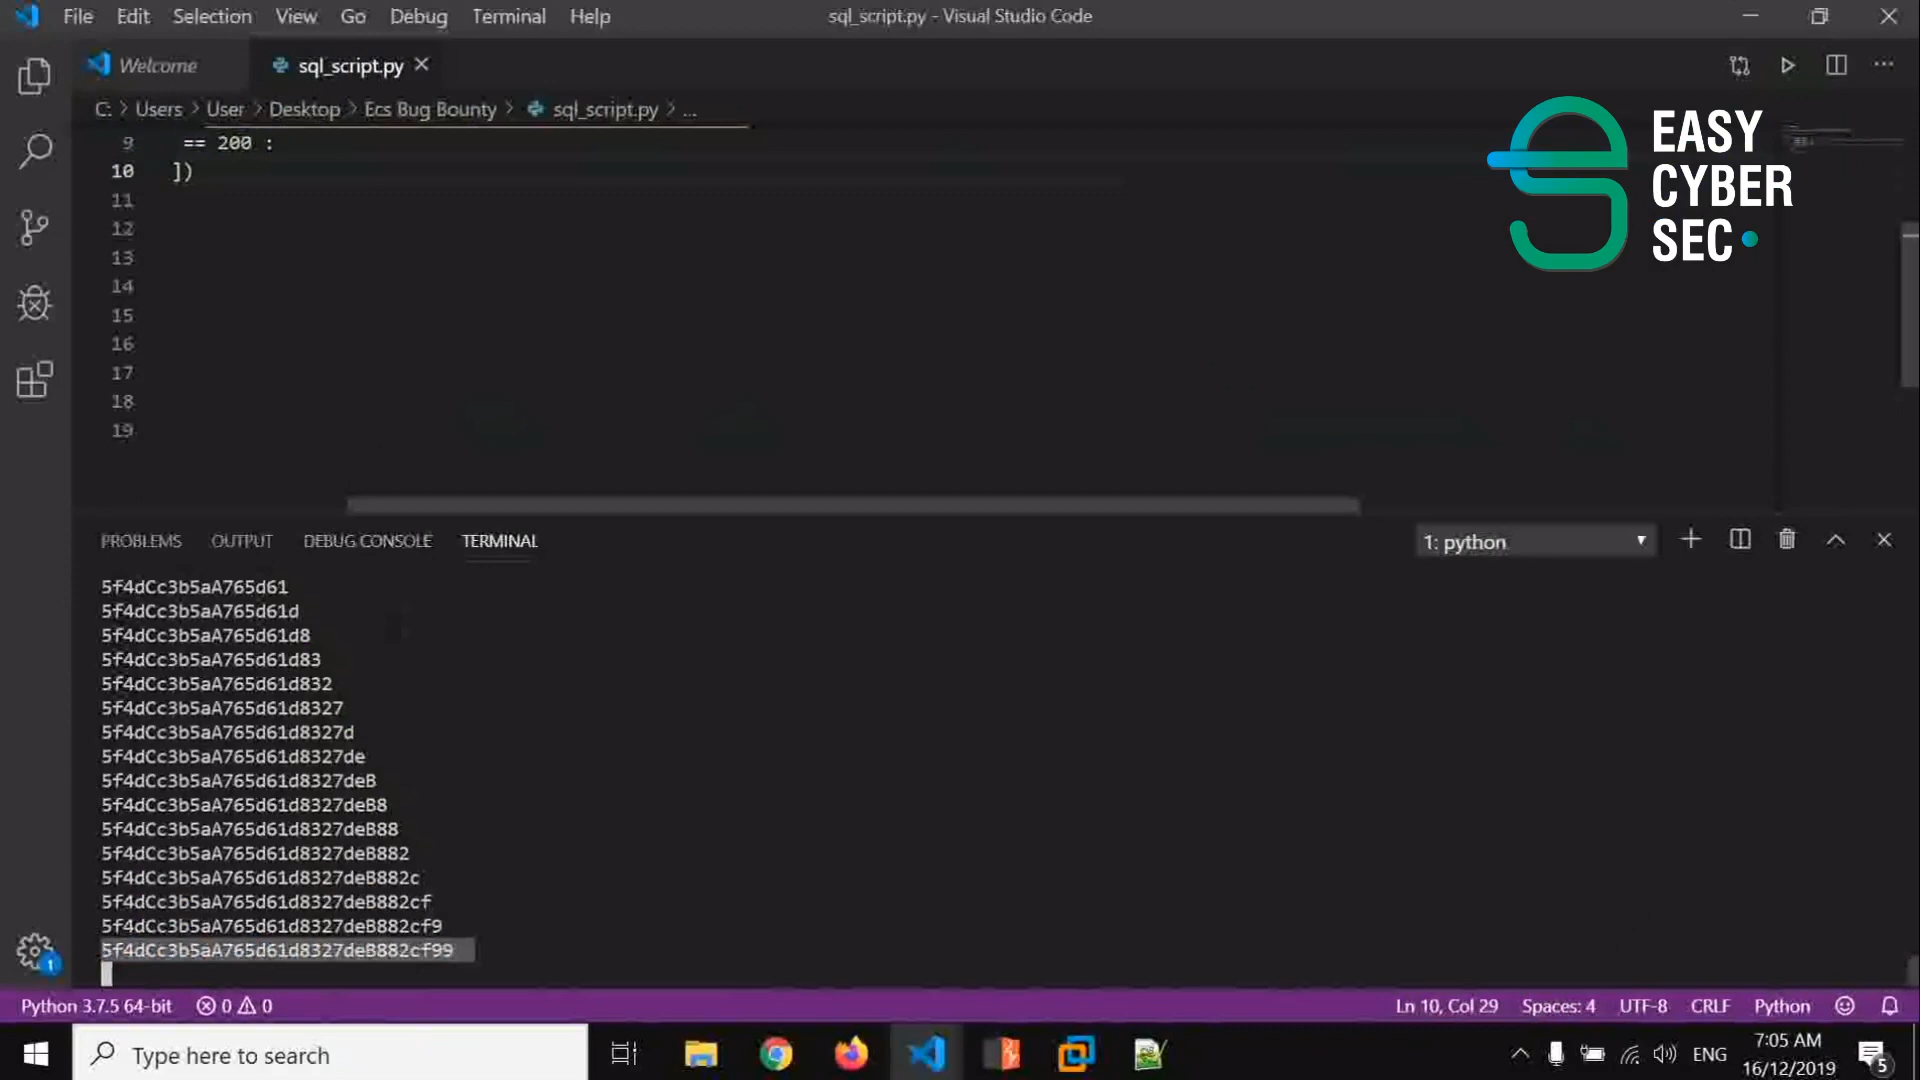 File Edit Selection View Go Debug Terminal Help
sql_script.py - Visual Studio Code
Welcome
sql_script.py
C: > Users > User > Desktop > Ecs Bug Bounty > sql_script.py > ...
EASY
CYBER
SEC
9 == 200 :
10 ])
11
12
13
14
15
16
17
18
19
PROBLEMS OUTPUT DEBUG CONSOLE TERMINAL
1: python
5f4dCc3b5aA765d61
5f4dCc3b5aA765d61d
5f4dCc3b5aA765d61d8
5f4dCc3b5aA765d61d83
5f4dCc3b5aA765d61d832
5f4dCc3b5aA765d61d8327
5f4dCc3b5aA765d61d8327d
5f4dCc3b5aA765d61d8327de
5f4dCc3b5aA765d61d8327deB
5f4dCc3b5aA765d61d8327deB8
5f4dCc3b5aA765d61d8327deB88
5f4dCc3b5aA765d61d8327deB882
5f4dCc3b5aA765d61d8327deB882c
5f4dCc3b5aA765d61d8327deB882cf
5f4dCc3b5aA765d61d8327deB882cf9
5f4dCc3b5aA765d61d8327deB882cf99
1
Python 3.7.5 64-bit 0 0
Ln 10, Col 29 Spaces: 4 UTF-8 CRLF Python
Type here to search
ENG
7:05 AM
16/12/2019
5